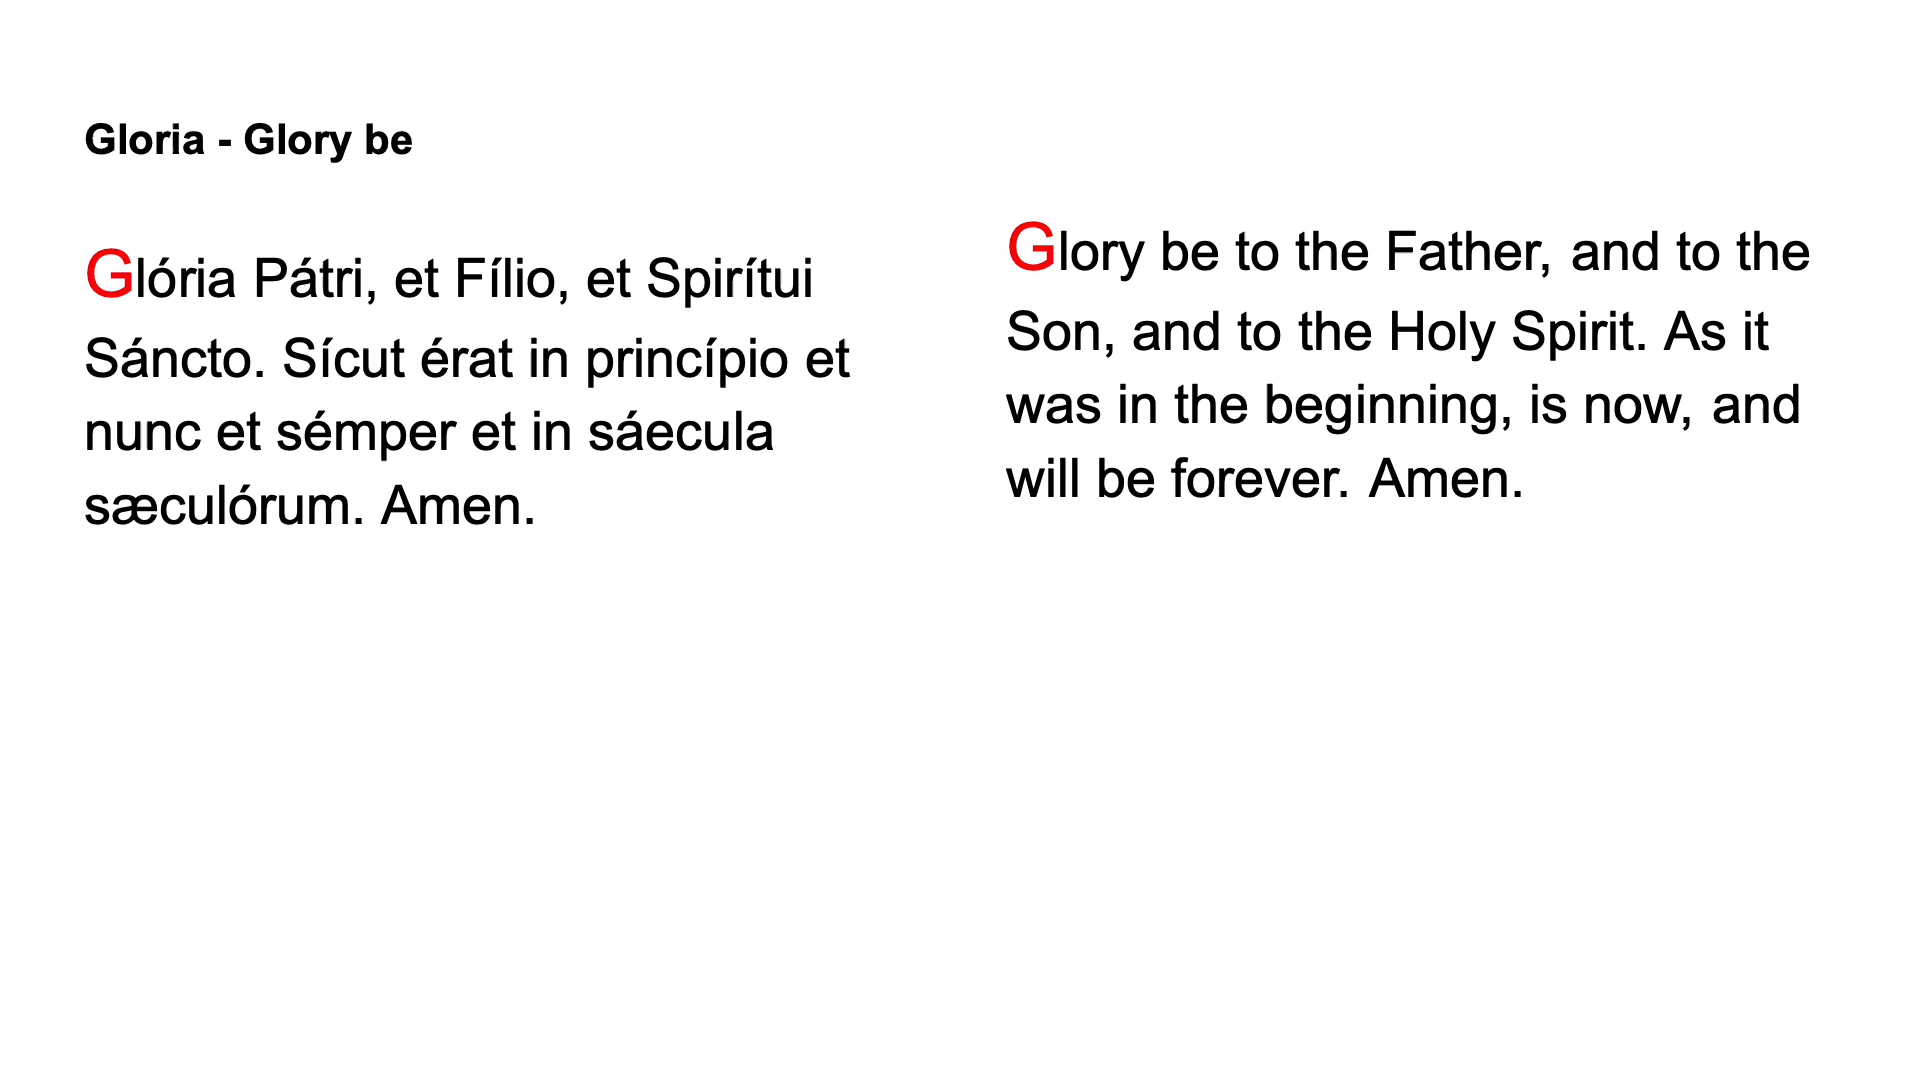 Gloria - Glory be
Glória Pátri, et Fílio, et Spirítui
Sáncto. Sícut érat in princípio et
nunc et sémper et in sáecula
sæculórum. Amen.
Glory be to the Father, and to the
Son, and to the Holy Spirit. As it
was in the beginning, is now, and
will be forever. Amen.